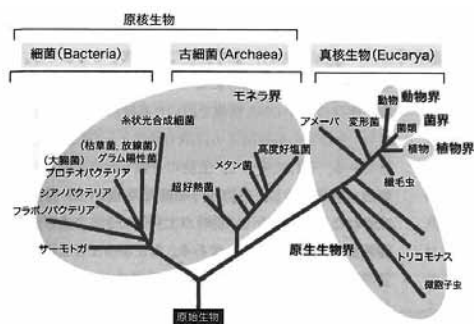 原核生物
細菌(Bacteria)
古細菌(Archaea)
真核生物(Eucarya)
モネラ界
糸状光合成細菌
(枯草菌, 放線菌)
グラム陽性菌
(大腸菌)
プロテオバクテリア
シアノバクテリア
フラボノバクテリア
サーモトガ
高度好塩菌
メタン菌
超好熱菌
動物
動物界
アメーバ
変形菌
菌類
菌界
植物
植物界
繊毛虫
原生生物界
トリコモナス
微胞子虫
原始生物